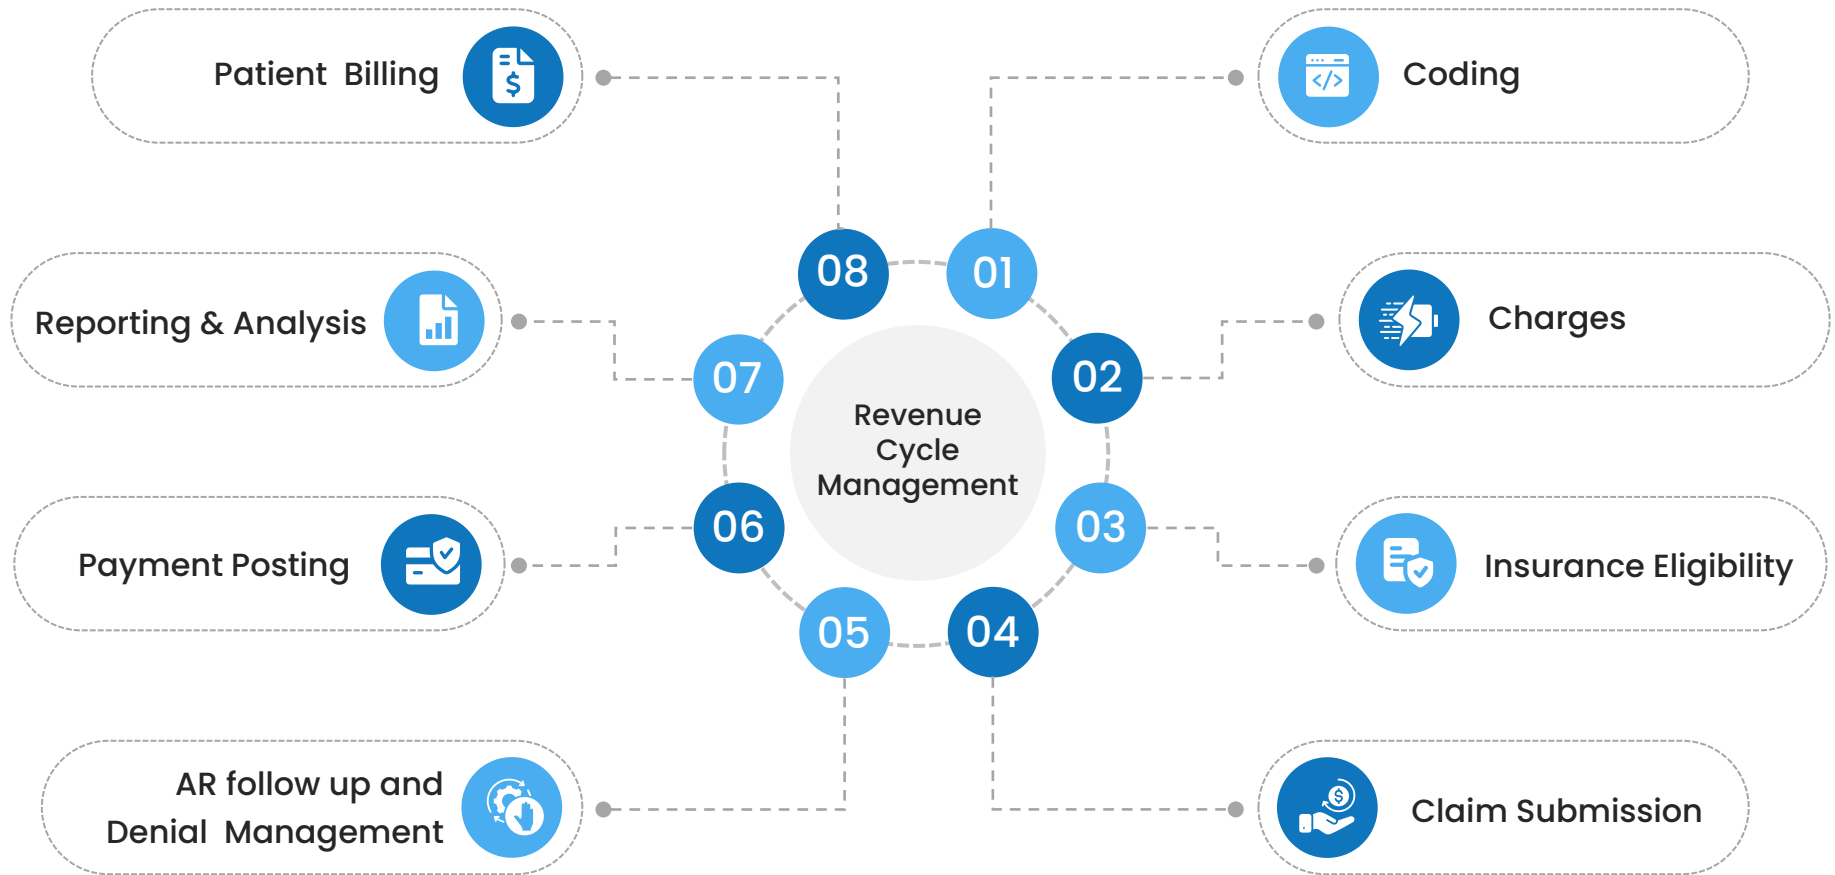 Patient Billing
Coding
Reporting & Analysis
Charges
08
01
07
02
Revenue
Cycle
Management
06
03
05
04
Payment Posting
Insurance Eligibility
AR follow up and
Denial Management
Claim Submission